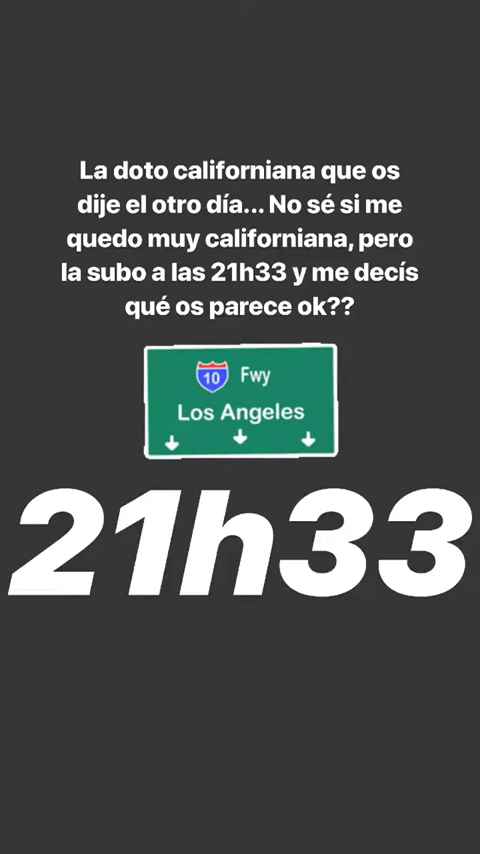 La doto californiana que os
dije el otro día... No sé si me
quedo muy californiana, pero
la subo a las 21h33 y me decís
qué os parece ok??
10 Fwy
Los Angeles
21h33